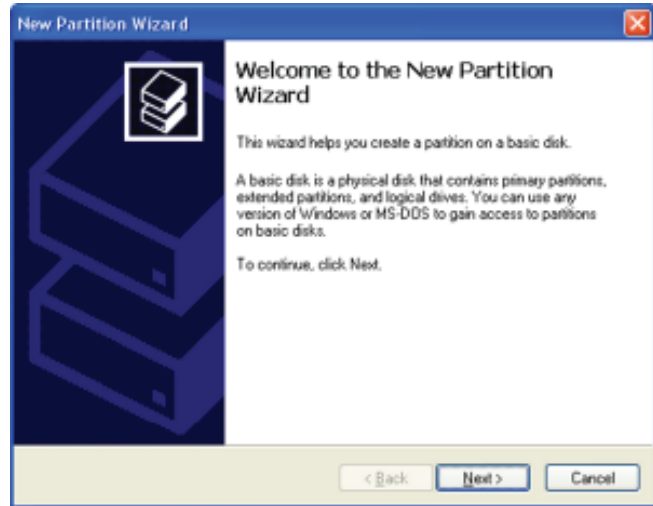 New Partition Wizard
Welcome to the New Partition
Wizard
This wizard helps you create a partition on a basic disk.
A basic disk is a physical disk that contains primary partitions,
extended partitions, and logical drives. You can use any
version of Windows or MS-DOS to gain access to partitions
on basic disks.
To continue, click Next.
< Back
Next >
Cancel